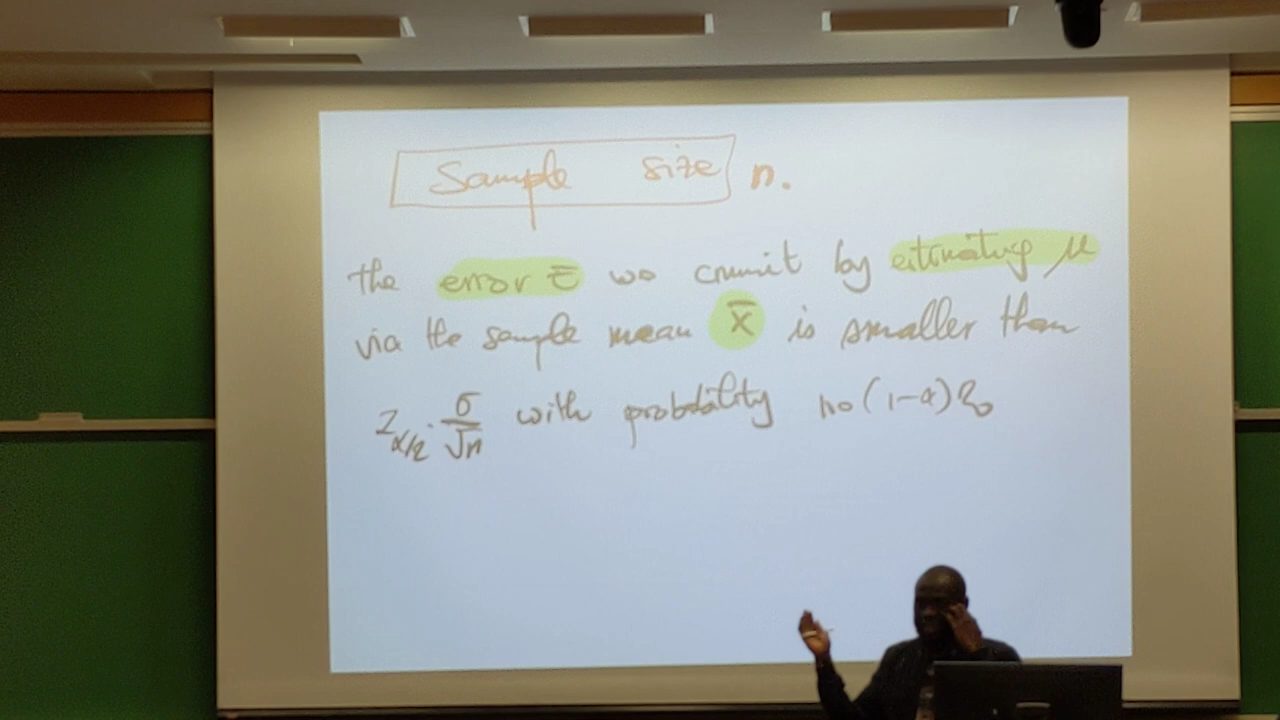 Sample size n.
the error E we commit by estimating μ
via the sample mean X̄ is smaller than
Z_{α/2} · σ/√n with probability 100(1-α)%